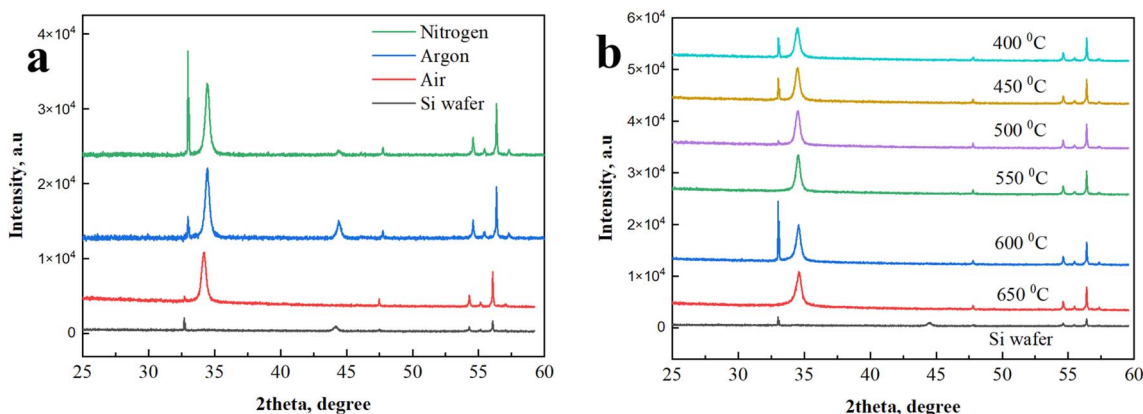 a
Nitrogen
Argon
Air
Si wafer
4×10⁴
3×10⁴
2×10⁴
1×10⁴
0
Intensity, a.u
25 30 35 40 45 50 55 60
2theta, degree
b
6×10⁴
5×10⁴
4×10⁴
3×10⁴
2×10⁴
1×10⁴
0
Intensity, a.u
400 ⁰C
450 ⁰C
500 ⁰C
550 ⁰C
600 ⁰C
650 ⁰C
Si wafer
25 30 35 40 45 50 55 60
2theta, degree